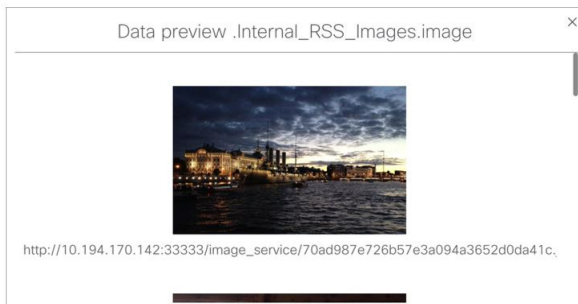 Data preview .Internal_RSS_Images.image
http://10.194.170.142:33333/image_service/70ad987e726b57e3a094a3652d0da41c.